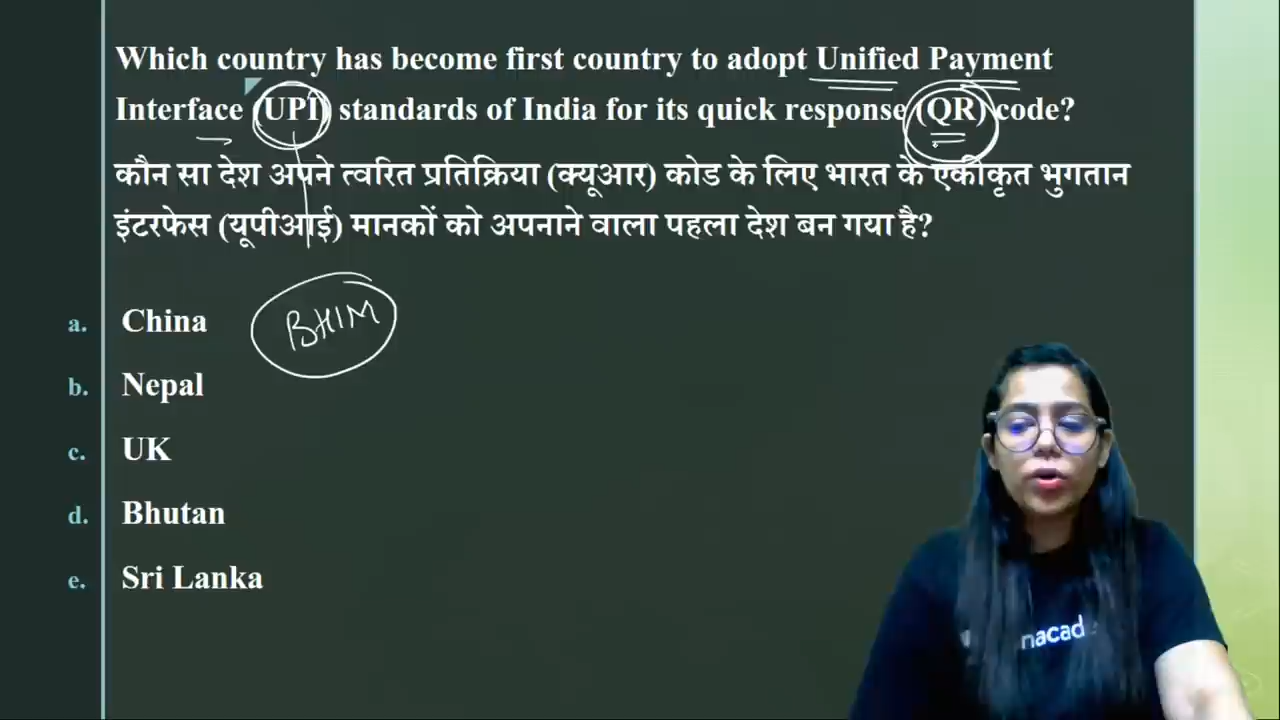 Which country has become first country to adopt Unified Payment
Interface (UPI) standards of India for its quick response (QR) code?
कौन सा देश अपने त्वरित प्रतिक्रिया (क्यूआर) कोड के लिए भारत के एकीकृत भुगतान
इंटरफेस (यूपीआई) मानकों को अपनाने वाला पहला देश बन गया है?
a. China
BHIM
b. Nepal
c. UK
d. Bhutan
e. Sri Lanka
nacad